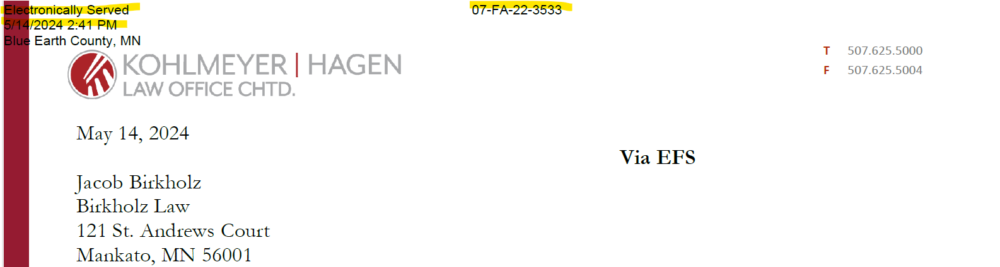 Electronically Served
5/14/2024 2:41 PM
Blue Earth County, MN
07-FA-22-3533
KOHLMEYER | HAGEN
LAW OFFICE CHTD.
T 507.625.5000
F 507.625.5004
May 14, 2024
Via EFS
Jacob Birkholz
Birkholz Law
121 St. Andrews Court
Mankato, MN 56001